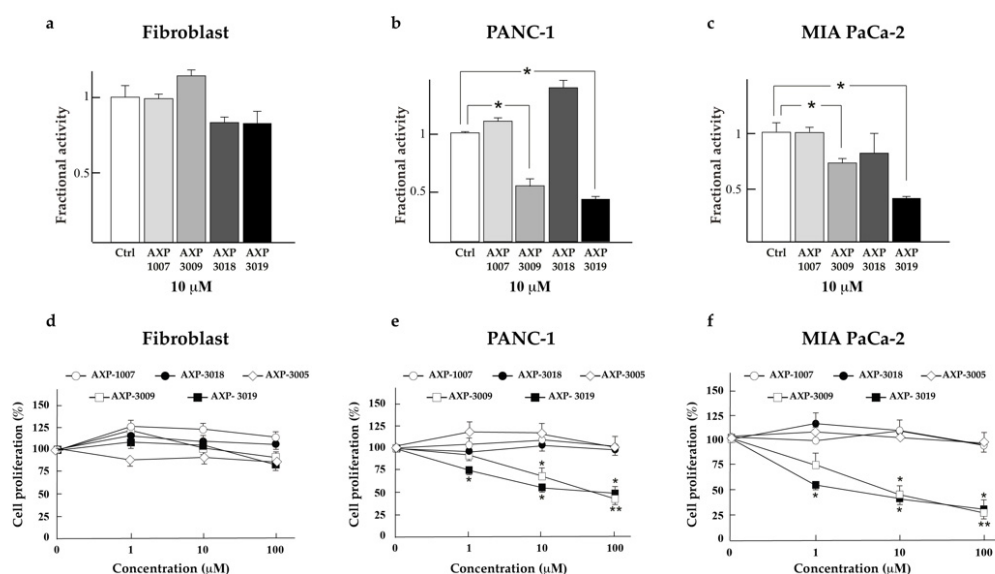 a
Fibroblast
Fractional activity
1
0.5
Ctrl AXP 1007 AXP 3009 AXP 3018 AXP 3019
10 μM
b
PANC-1
Fractional activity
1
0.5
* *
Ctrl AXP 1007 AXP 3009 AXP 3018 AXP 3019
10 μM
c
MIA PaCa-2
Fractional activity
1
0.5
* *
Ctrl AXP 1007 AXP 3009 AXP 3018 AXP 3019
10 μM
d
Fibroblast
AXP-1007 AXP-3018 AXP-3005
AXP-3009 AXP- 3019
Cell proliferation (%)
150
125
100
75
50
25
0
0 1 10 100
Concentration (μM)
e
PANC-1
AXP-1007 AXP-3018 AXP-3005
AXP-3009 AXP- 3019
Cell proliferation (%)
150
125
100
75
50
25
0
* * * * **
0 1 10 100
Concentration (μM)
f
MIA PaCa-2
AXP-1007 AXP-3018 AXP-3005
AXP-3009 AXP- 3019
Cell proliferation (%)
150
125
100
75
50
25
0
* * * * **
0 1 10 100
Concentration (μM)